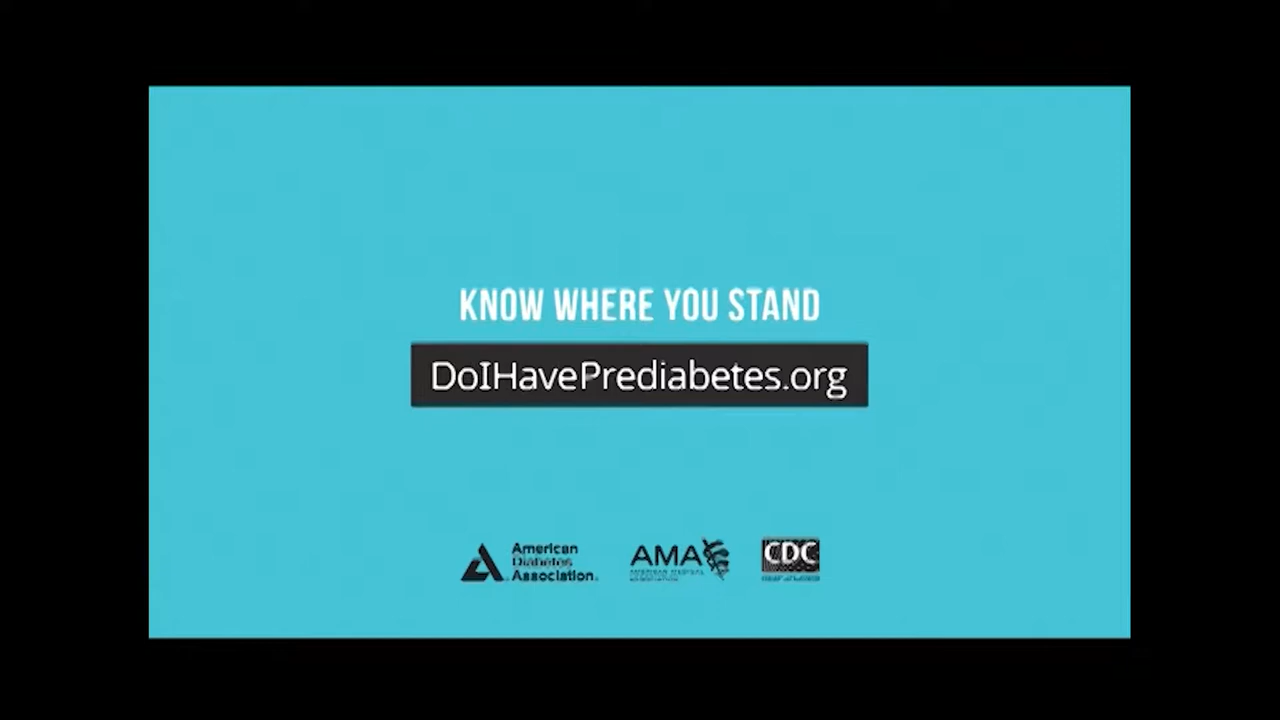 KNOW WHERE YOU STAND
DoIHavePrediabetes.org
American
Diabetes
Association.
AMA
CDC